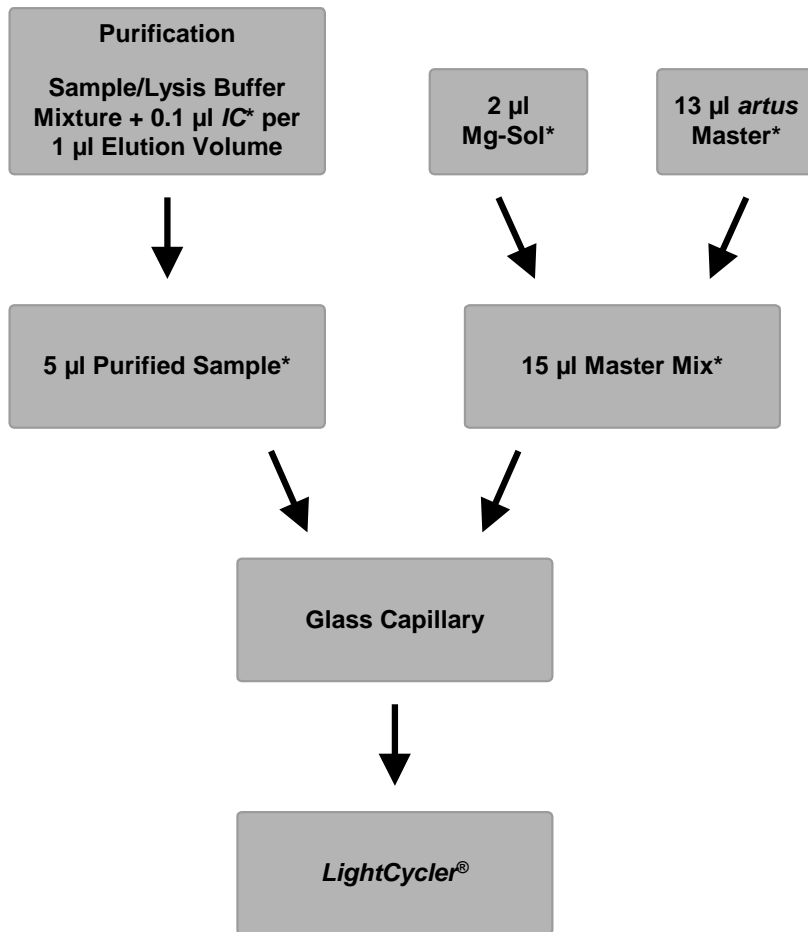 Purification
Sample/Lysis Buffer
Mixture + 0.1 µl IC* per
1 µl Elution Volume
2 µl
Mg-Sol*
13 µl artus
Master*
5 µl Purified Sample*
15 µl Master Mix*
Glass Capillary
LightCycler®